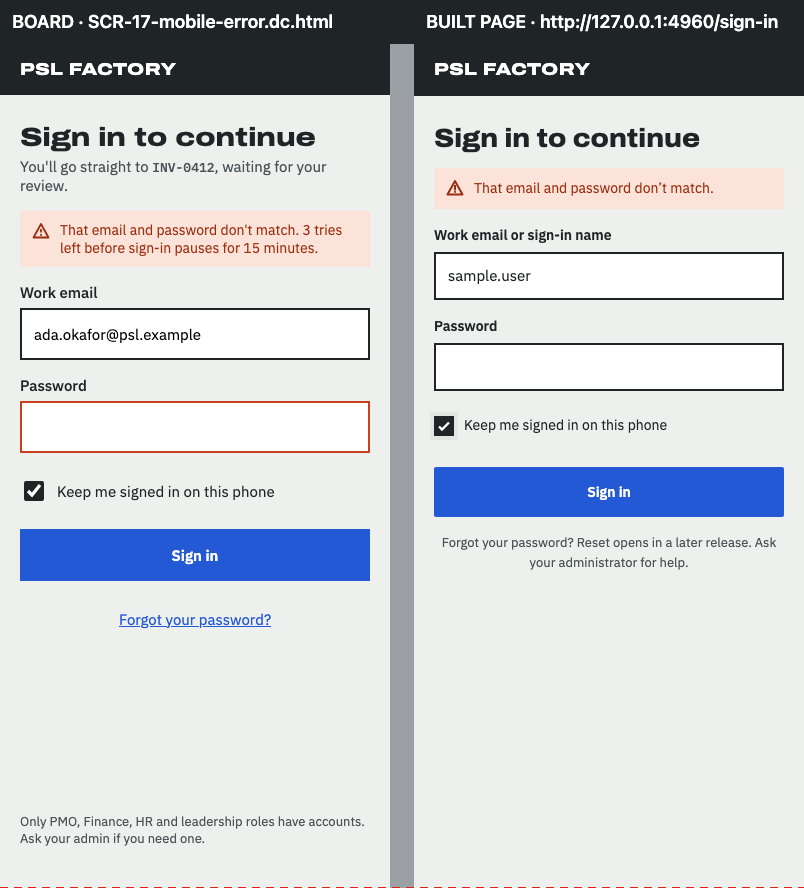 BOARD · SCR-17-mobile-error.dc.html
PSL FACTORY
Sign in to continue
You'll go straight to INV-0412, waiting for your
review.
That email and password don't match. 3 tries
left before sign-in pauses for 15 minutes.
Work email
ada.okafor@psl.example
Password
Keep me signed in on this phone
Sign in
Forgot your password?
Only PMO, Finance, HR and leadership roles have accounts.
Ask your admin if you need one.
BUILT PAGE · http://127.0.0.1:4960/sign-in
PSL FACTORY
Sign in to continue
That email and password don’t match.
Work email or sign-in name
sample.user
Password
Keep me signed in on this phone
Sign in
Forgot your password? Reset opens in a later release. Ask
your administrator for help.